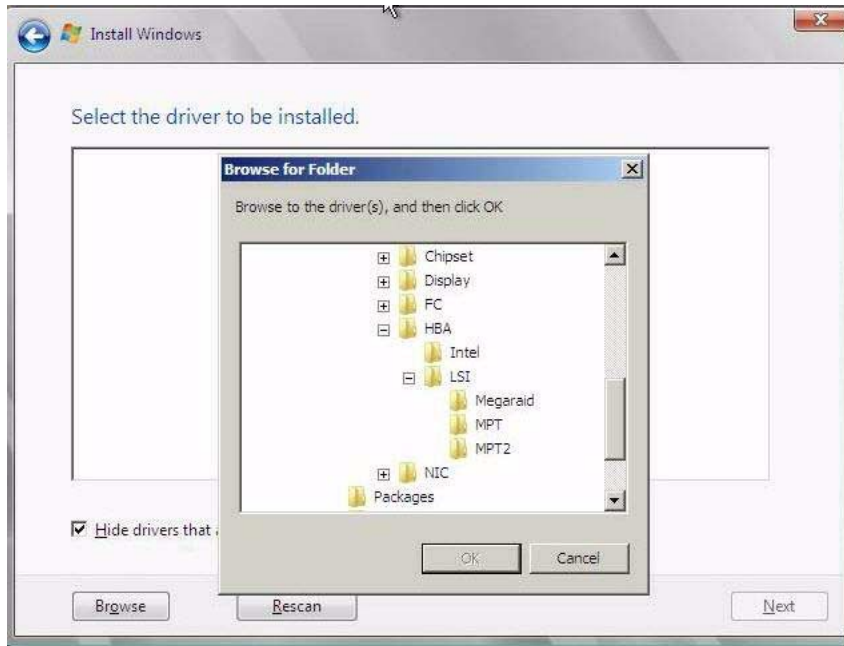 Install Windows
Select the driver to be installed.
Browse for Folder
Browse to the driver(s), and then click OK
Chipset
Display
FC
HBA
Intel
LSI
Megaraid
MPT
MPT2
NIC
Packages
Hide drivers that
OK
Cancel
Browse
Rescan
Next